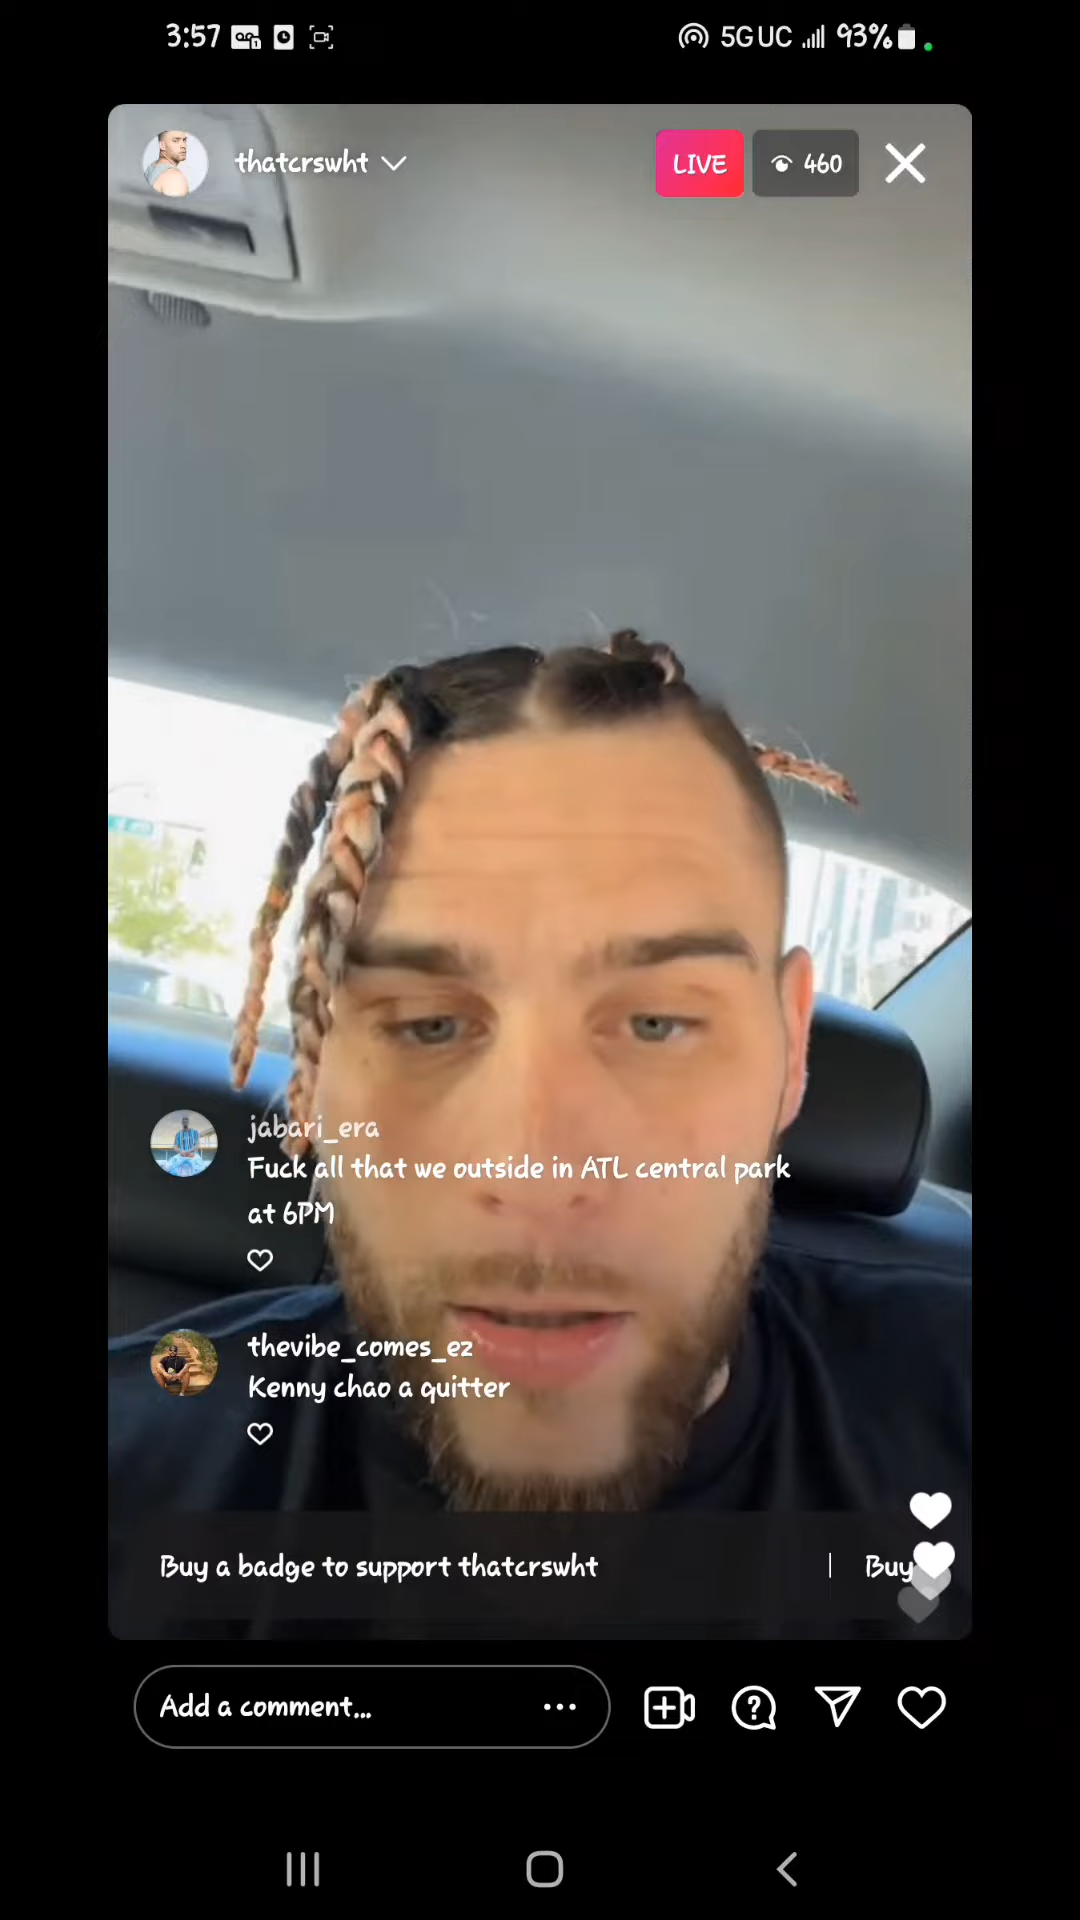 3:57
5G UC 93%
thatcrswht
LIVE
460
jabari_era
Fuck all that we outside in ATL central park
at 6PM
thevibe_comes_ez
Kenny chao a quitter
Buy a badge to support thatcrswht | Buy
Add a comment...